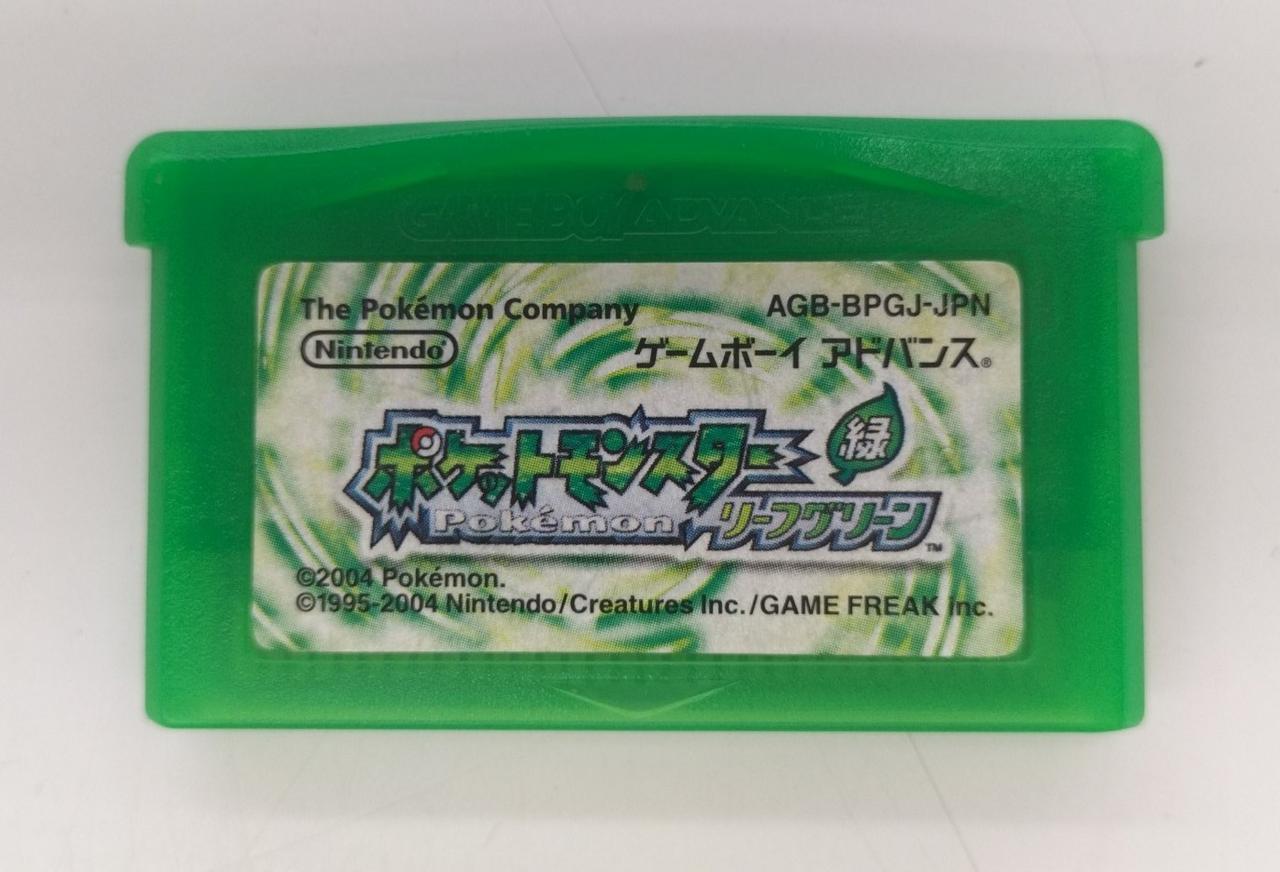 GAME BOY ADVANCE
The Pokémon Company AGB-BPGJ-JPN
Nintendo® ゲームボーイ アドバンス®
ポケットモンスター 緑
Pokémon リーフグリーン™
©2004 Pokémon.
©1995-2004 Nintendo/Creatures Inc./GAME FREAK inc.